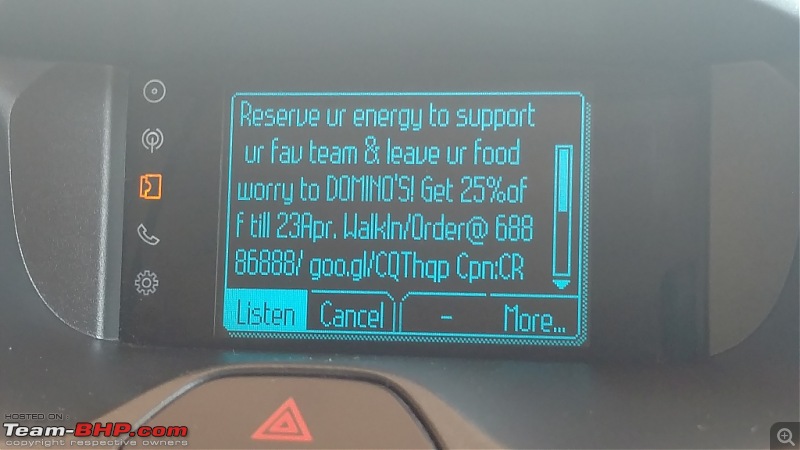 Reserve ur energy to support
ur fav team & leave ur food
worry to DOMINO'S! Get 25%of
f till 23Apr. WalkIn/Order@ 688
86888/ goo.gl/CQThqp Cpn:CR
Listen Cancel - More...
HOSTED ON
Team-BHP.com
copyright respective owners